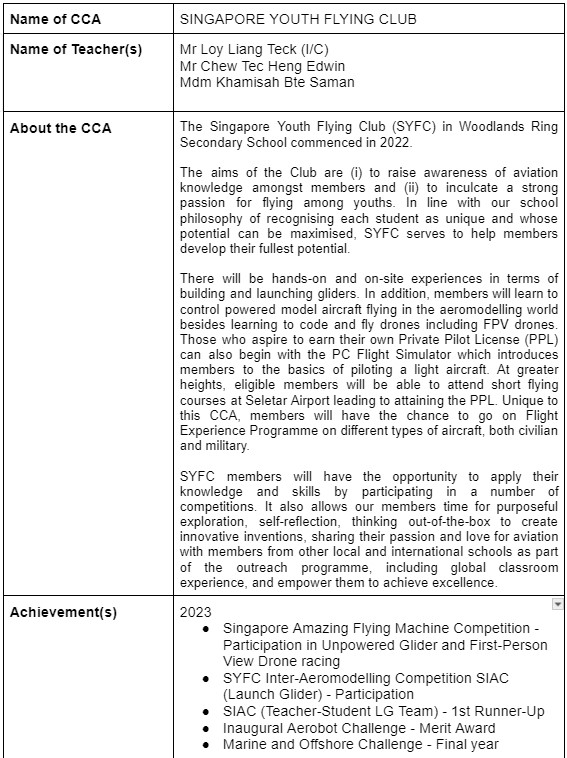 Name of CCA
SINGAPORE YOUTH FLYING CLUB
Name of Teacher(s)
Mr Loy Liang Teck (I/C)
Mr Chew Tec Heng Edwin
Mdm Khamisah Bte Saman
About the CCA
The Singapore Youth Flying Club (SYFC) in Woodlands Ring
Secondary School commenced in 2022.
The aims of the Club are (i) to raise awareness of aviation
knowledge amongst members and (ii) to inculcate a strong
passion for flying among youths. In line with our school
philosophy of recognising each student as unique and whose
potential can be maximised, SYFC serves to help members
develop their fullest potential.
There will be hands-on and on-site experiences in terms of
building and launching gliders. In addition, members will learn to
control powered model aircraft flying in the aeromodelling world
besides learning to code and fly drones including FPV drones.
Those who aspire to earn their own Private Pilot License (PPL)
can also begin with the PC Flight Simulator which introduces
members to the basics of piloting a light aircraft. At greater
heights, eligible members will be able to attend short flying
courses at Seletar Airport leading to attaining the PPL. Unique to
this CCA, members will have the chance to go on Flight
Experience Programme on different types of aircraft, both civilian
and military.
SYFC members will have the opportunity to apply their
knowledge and skills by participating in a number of
competitions. It also allows our members time for purposeful
exploration, self-reflection, thinking out-of-the-box to create
innovative inventions, sharing their passion and love for aviation
with members from other local and international schools as part
of the outreach programme, including global classroom
experience, and empower them to achieve excellence.
Achievement(s)
2023
● Singapore Amazing Flying Machine Competition -
Participation in Unpowered Glider and First-Person
View Drone racing
● SYFC Inter-Aeromodelling Competition SIAC
(Launch Glider) - Participation
● SIAC (Teacher-Student LG Team) - 1st Runner-Up
● Inaugural Aerobot Challenge - Merit Award
● Marine and Offshore Challenge - Final year